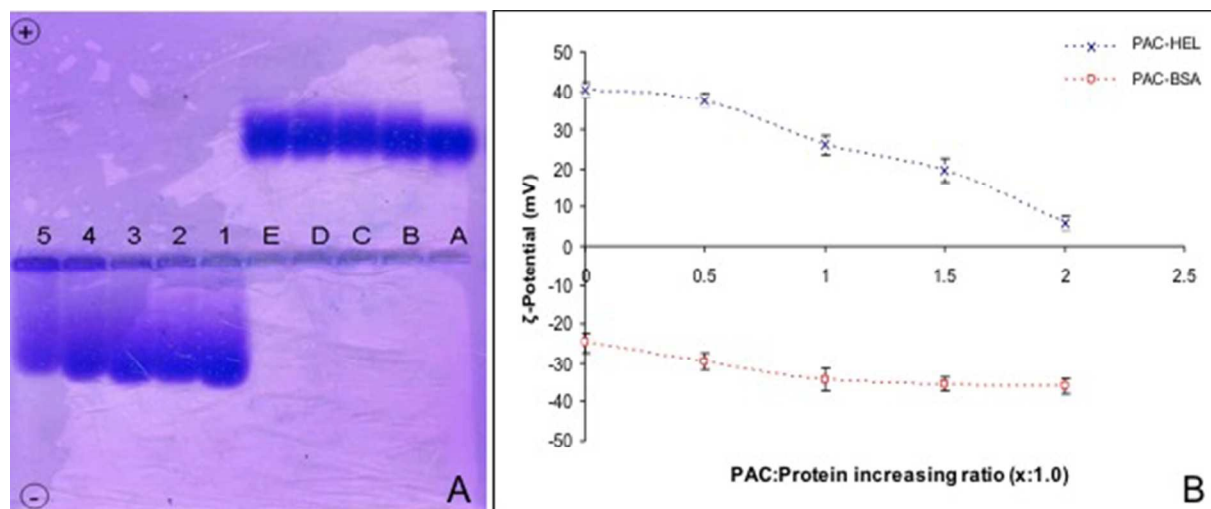 +
5 4 3 2 1 E D C B A
-
A
PAC-HEL
PAC-BSA
50
40
30
20
10
0
-10
-20
-30
-40
-50
0 0.5 1 1.5 2 2.5
ζ-Potential (mV)
PAC:Protein increasing ratio (x:1.0)
B